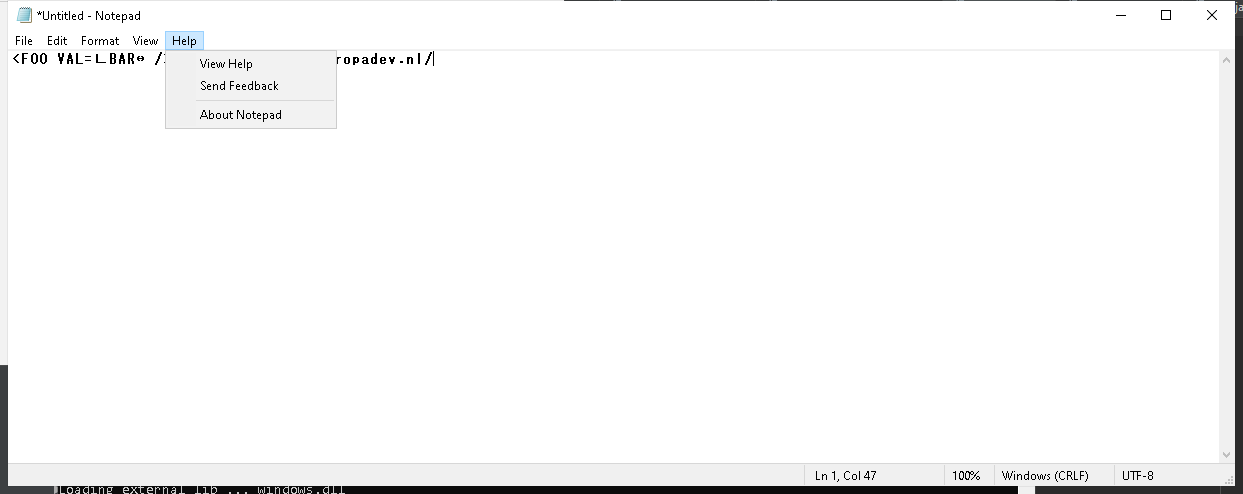 *Untitled - Notepad
File Edit Format View Help
<FOO VAL=∟BAR↔ / ropadev.nl/
View Help
Send Feedback
About Notepad
Ln 1, Col 47 100% Windows (CRLF) UTF-8
Loading external lib ... windows.dll